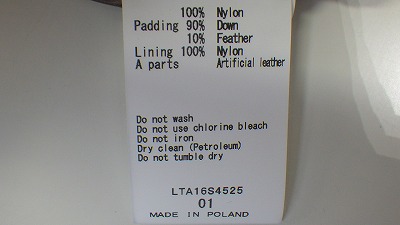 100% Nylon
Padding 90% Down
10% Feather
Lining 100% Nylon
A parts Artificial leather
Do not wash
Do not use chlorine bleach
Do not iron
Dry clean (Petroleum)
Do not tumble dry
LTA16S4525
01
MADE IN POLAND